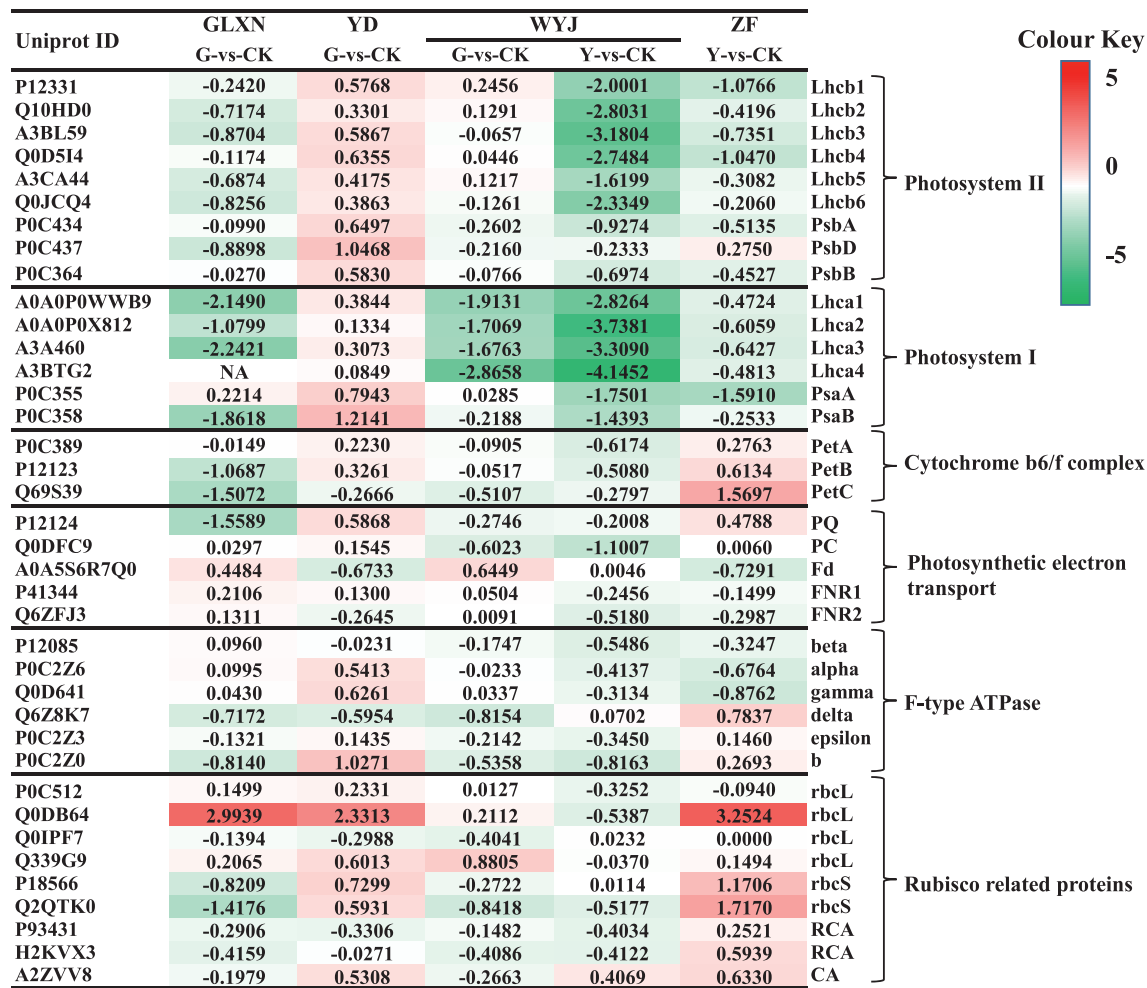 GLXN YD WYJ ZF
Uniprot ID
G-vs-CK G-vs-CK G-vs-CK Y-vs-CK Y-vs-CK
P12331 -0.2420 0.5768 0.2456 -2.0001 -1.0766 Lhcb1
Q10HD0 -0.7174 0.3301 0.1291 -2.8031 -0.4196 Lhcb2
A3BL59 -0.8704 0.5867 -0.0657 -3.1804 -0.7351 Lhcb3
Q0D5I4 -0.1174 0.6355 0.0446 -2.7484 -1.0470 Lhcb4
A3CA44 -0.6874 0.4175 0.1217 -1.6199 -0.3082 Lhcb5
Q0JCQ4 -0.8256 0.3863 -0.1261 -2.3349 -0.2060 Lhcb6
P0C434 -0.0990 0.6497 -0.2602 -0.9274 -0.5135 PsbA
P0C437 -0.8898 1.0468 -0.2160 -0.2333 0.2750 PsbD
P0C364 -0.0270 0.5830 -0.0766 -0.6974 -0.4527 PsbB
Photosystem II
A0A0P0WWB9 -2.1490 0.3844 -1.9131 -2.8264 -0.4724 Lhca1
A0A0P0X812 -1.0799 0.1334 -1.7069 -3.7381 -0.6059 Lhca2
A3A460 -2.2421 0.3073 -1.6763 -3.3090 -0.6427 Lhca3
A3BTG2 NA 0.0849 -2.8658 -4.1452 -0.4813 Lhca4
P0C355 0.2214 0.7943 0.0285 -1.7501 -1.5910 PsaA
P0C358 -1.8618 1.2141 -0.2188 -1.4393 -0.2533 PsaB
Photosystem I
P0C389 -0.0149 0.2230 -0.0905 -0.6174 0.2763 PetA
P12123 -1.0687 0.3261 -0.0517 -0.5080 0.6134 PetB
Q69S39 -1.5072 -0.2666 -0.5107 -0.2797 1.5697 PetC
Cytochrome b6/f complex
P12124 -1.5589 0.5868 -0.2746 -0.2008 0.4788 PQ
Q0DFC9 0.0297 0.1545 -0.6023 -1.1007 0.0060 PC
A0A5S6R7Q0 0.4484 -0.6733 0.6449 0.0046 -0.7291 Fd
P41344 0.2106 0.1300 0.0504 -0.2456 -0.1499 FNR1
Q6ZFJ3 0.1311 -0.2645 0.0091 -0.5180 -0.2987 FNR2
Photosynthetic electron
transport
P12085 0.0960 -0.0231 -0.1747 -0.5486 -0.3247 beta
P0C2Z6 0.0995 0.5413 -0.0233 -0.4137 -0.6764 alpha
Q0D641 0.0430 0.6261 0.0337 -0.3134 -0.8762 gamma
Q6Z8K7 -0.7172 -0.5954 -0.8154 0.0702 0.7837 delta
P0C2Z3 -0.1321 0.1435 -0.2142 -0.3450 0.1460 epsilon
P0C2Z0 -0.8140 1.0271 -0.5358 -0.8163 0.2693 b
F-type ATPase
P0C512 0.1499 0.2331 0.0127 -0.3252 -0.0940 rbcL
Q0DB64 2.9939 2.3313 0.2112 -0.5387 3.2524 rbcL
Q0IPF7 -0.1394 -0.2988 -0.4041 0.0232 0.0000 rbcL
Q339G9 0.2065 0.6013 0.8805 -0.0370 0.1494 rbcL
P18566 -0.8209 0.7299 -0.2722 0.0114 1.1706 rbcS
Q2QTK0 -1.4176 0.5931 -0.8418 -0.5177 1.7170 rbcS
P93431 -0.2906 -0.3306 -0.1482 -0.4034 0.2521 RCA
H2KVX3 -0.4159 -0.0271 -0.4086 -0.4122 0.5939 RCA
A2ZVV8 -0.1979 0.5308 -0.2663 0.4069 0.6330 CA
Rubisco related proteins
Colour Key
5
0
-5